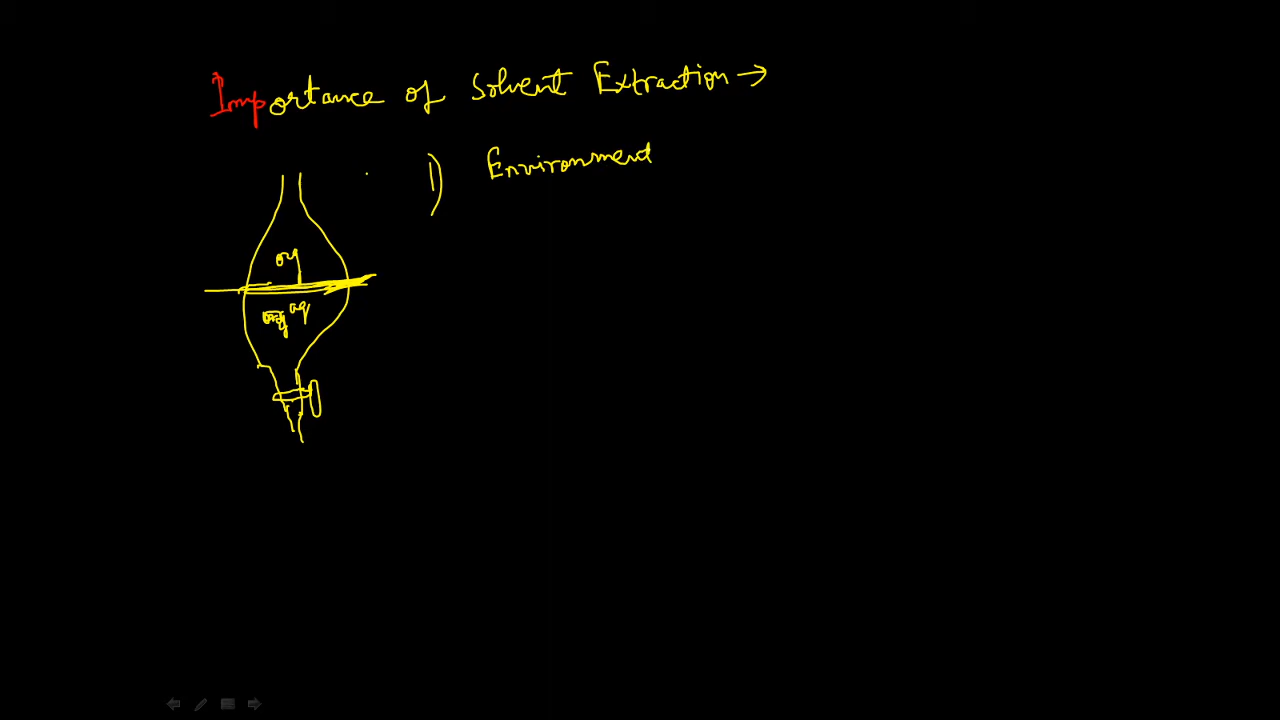 Importance of Solvent Extraction →
1) Environment
org
aq